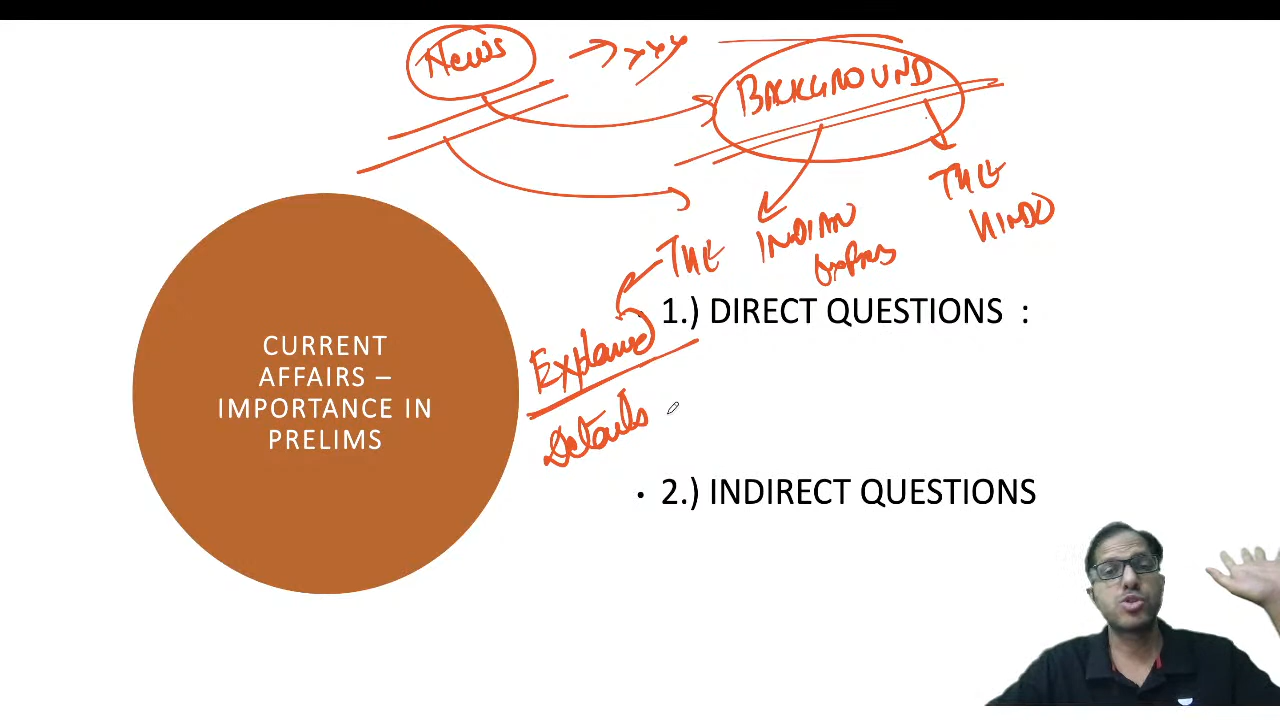 News → xxx
BACKGROUND
THE INDIAN Express
THE
HINDU
1.) DIRECT QUESTIONS :
Explained
Details
CURRENT
AFFAIRS –
IMPORTANCE IN
PRELIMS
2.) INDIRECT QUESTIONS